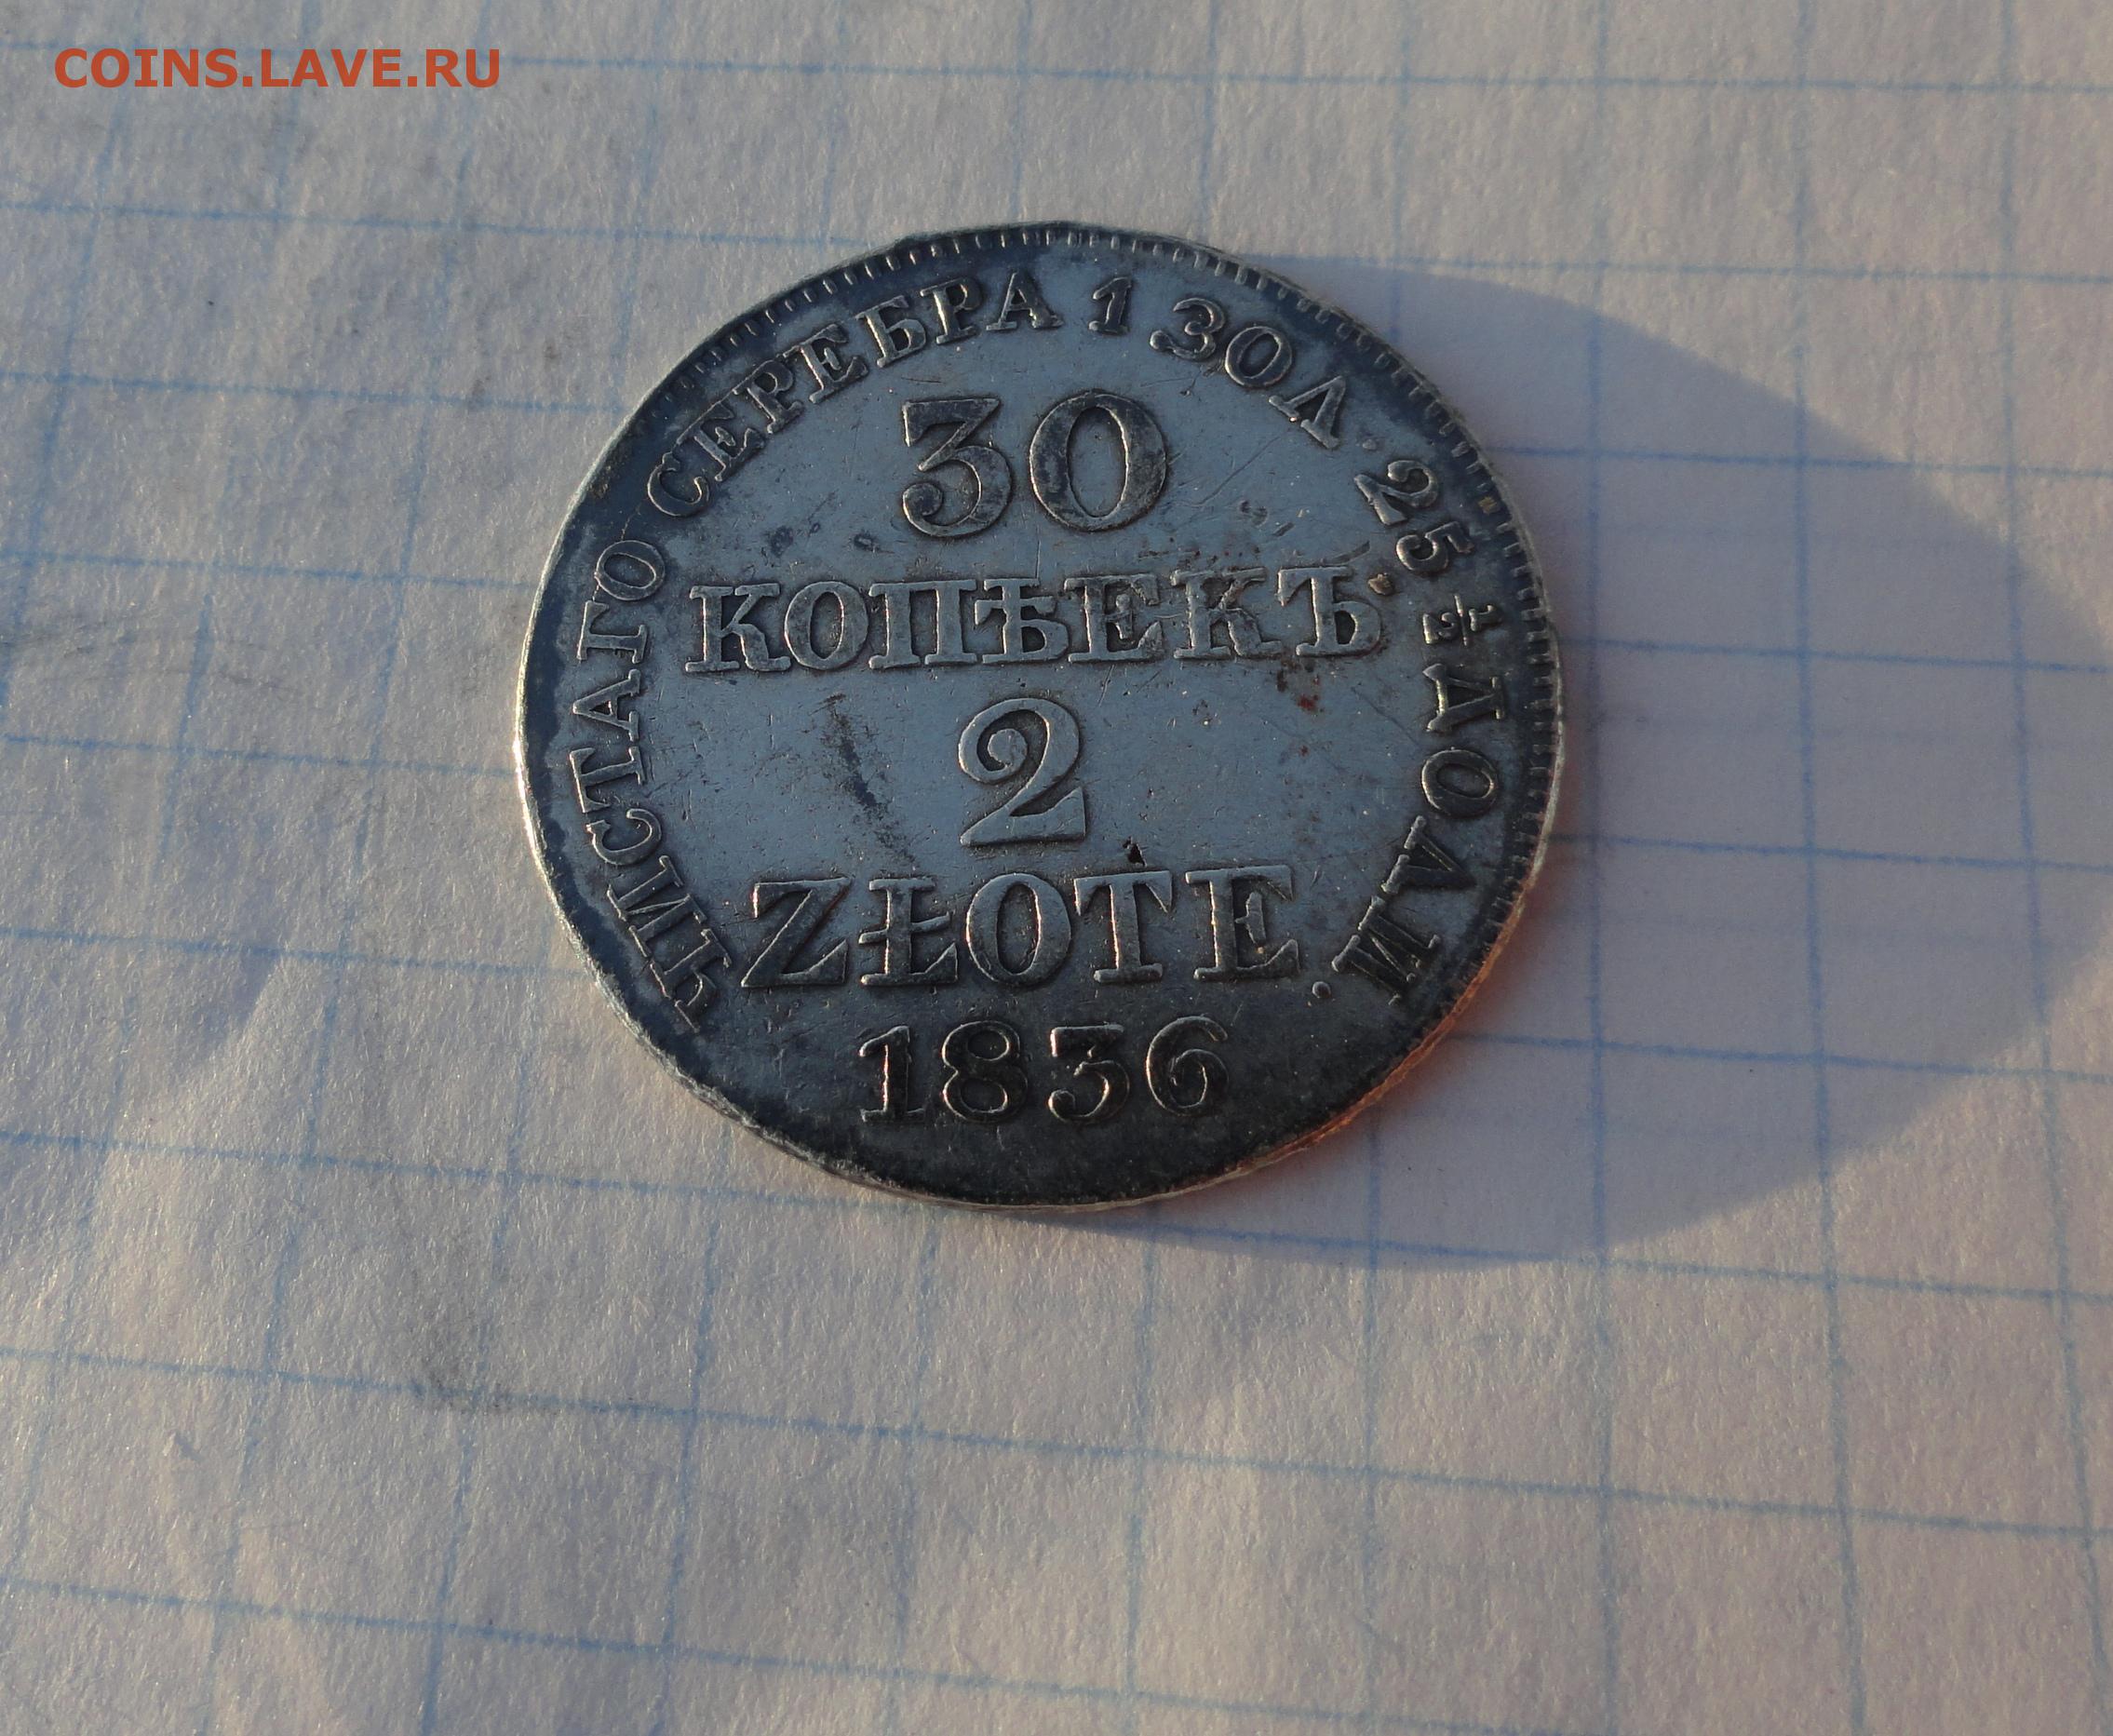 COINS.LAVE.RU
ЧИСТАГО СЕРЕБРА 1 ЗОЛ. 25 1/2 ДОЛИ.
30
КОПѢЕКЪ
2
ZŁOTE
1836